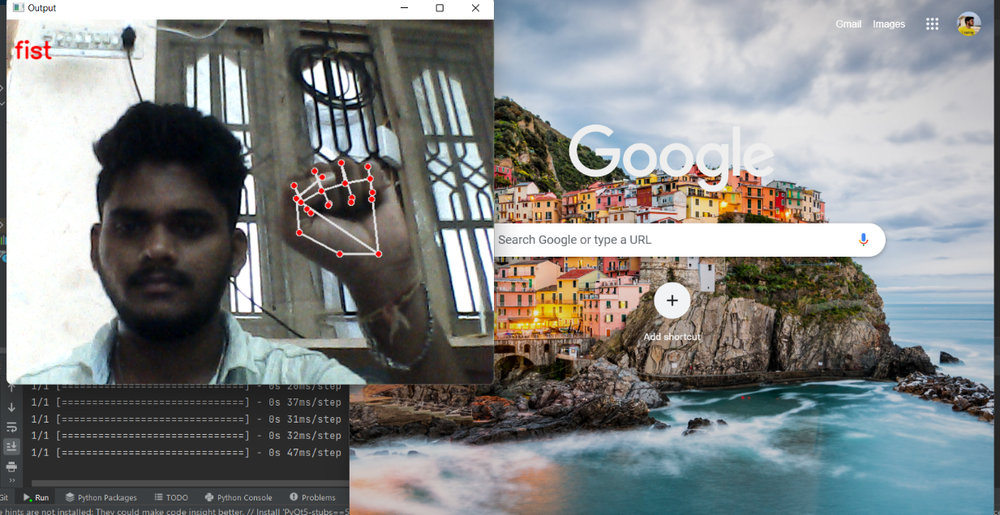 Output
fist
Gmail Images
Google
Search Google or type a URL
Add shortcut
1/1 [==============================] - 0s 20ms/step
1/1 [==============================] - 0s 37ms/step
1/1 [==============================] - 0s 31ms/step
1/1 [==============================] - 0s 32ms/step
1/1 [==============================] - 0s 47ms/step
Git Run Python Packages TODO Python Console Problems
e hints are not installed: They could make code insight better. // Install 'PyQt5-stubs==5